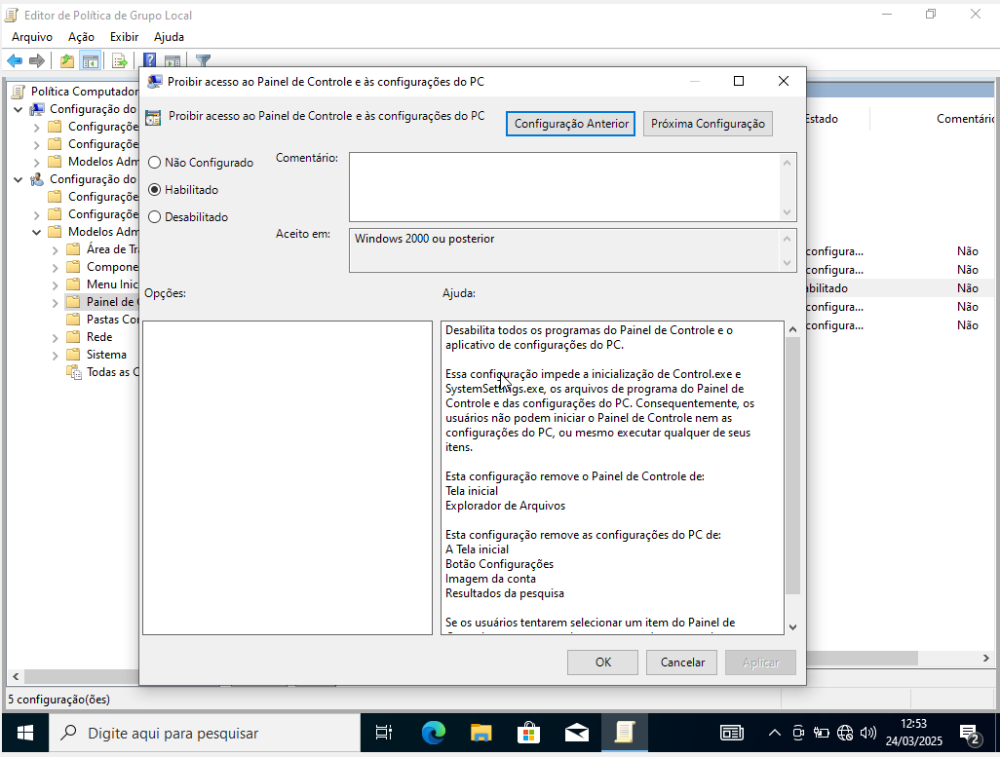 Editor de Política de Grupo Local
Arquivo Ação Exibir Ajuda
Proibir acesso ao Painel de Controle e às configurações do PC
Proibir acesso ao Painel de Controle e às configurações do PC
Configuração Anterior
Próxima Configuração
Não Configurado
Habilitado
Desabilitado
Comentário:
Aceito em:
Windows 2000 ou posterior
Opções:
Ajuda:
Desabilita todos os programas do Painel de Controle e o
aplicativo de configurações do PC.
Essa configuração impede a inicialização de Control.exe e
SystemSettings.exe, os arquivos de programa do Painel de
Controle e das configurações do PC. Consequentemente, os
usuários não podem iniciar o Painel de Controle nem as
configurações do PC, ou mesmo executar qualquer de seus
itens.
Esta configuração remove o Painel de Controle de:
Tela inicial
Explorador de Arquivos
Esta configuração remove as configurações do PC de:
A Tela inicial
Botão Configurações
Imagem da conta
Resultados da pesquisa
Se os usuários tentarem selecionar um item do Painel de
OK
Cancelar
Aplicar
Política Computador
Configuração do
Configuraçõe
Configuraçõe
Modelos Adm
Configuração do
Configuraçõe
Configuraçõe
Modelos Adm
Área de Tra
Compone
Menu Inic
Painel de
Pastas Co
Rede
Sistema
Todas as C
Estado
Comentári
configura... Não
configura... Não
abilitado Não
configura... Não
configura... Não
5 configuração(ões)
Digite aqui para pesquisar
12:53
24/03/2025
2